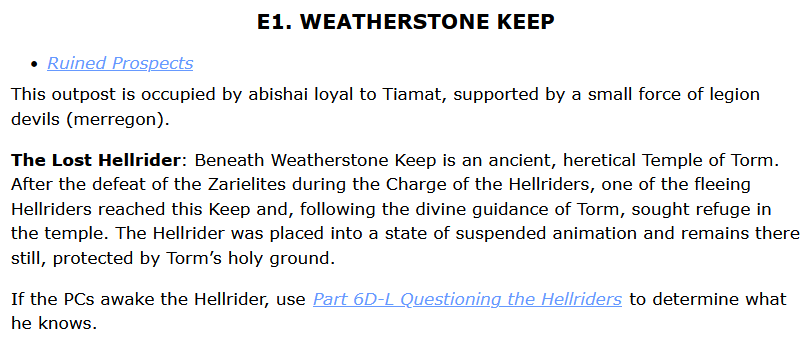 E1. WEATHERSTONE KEEP
• Ruined Prospects
This outpost is occupied by abishai loyal to Tiamat, supported by a small force of legion
devils (merregon).
The Lost Hellrider: Beneath Weatherstone Keep is an ancient, heretical Temple of Torm.
After the defeat of the Zarielites during the Charge of the Hellriders, one of the fleeing
Hellriders reached this Keep and, following the divine guidance of Torm, sought refuge in
the temple. The Hellrider was placed into a state of suspended animation and remains there
still, protected by Torm’s holy ground.
If the PCs awake the Hellrider, use Part 6D-L Questioning the Hellriders to determine what
he knows.